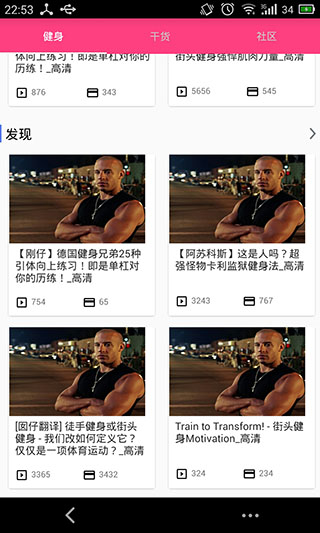 22:53
34
健身
干货
社区
体向上练习！即是单杠对你的
历练！_高清
街头健身强悍肌肉力量_高清
876
343
5656
545
发现
【刚仔】德国健身兄弟25种
引体向上练习！即是单杠对
你的历练！_高清
754
65
【阿苏科斯】这是人吗？超
强怪物卡利监狱健身法_高清
3243
767
[囡仔翻译] 徒手健身或街头
健身 - 我们改如何定义它？
仅仅是一项体育运动？_高清
3365
3432
Train to Transform! - 街头健
身Motivation_高清
324
234